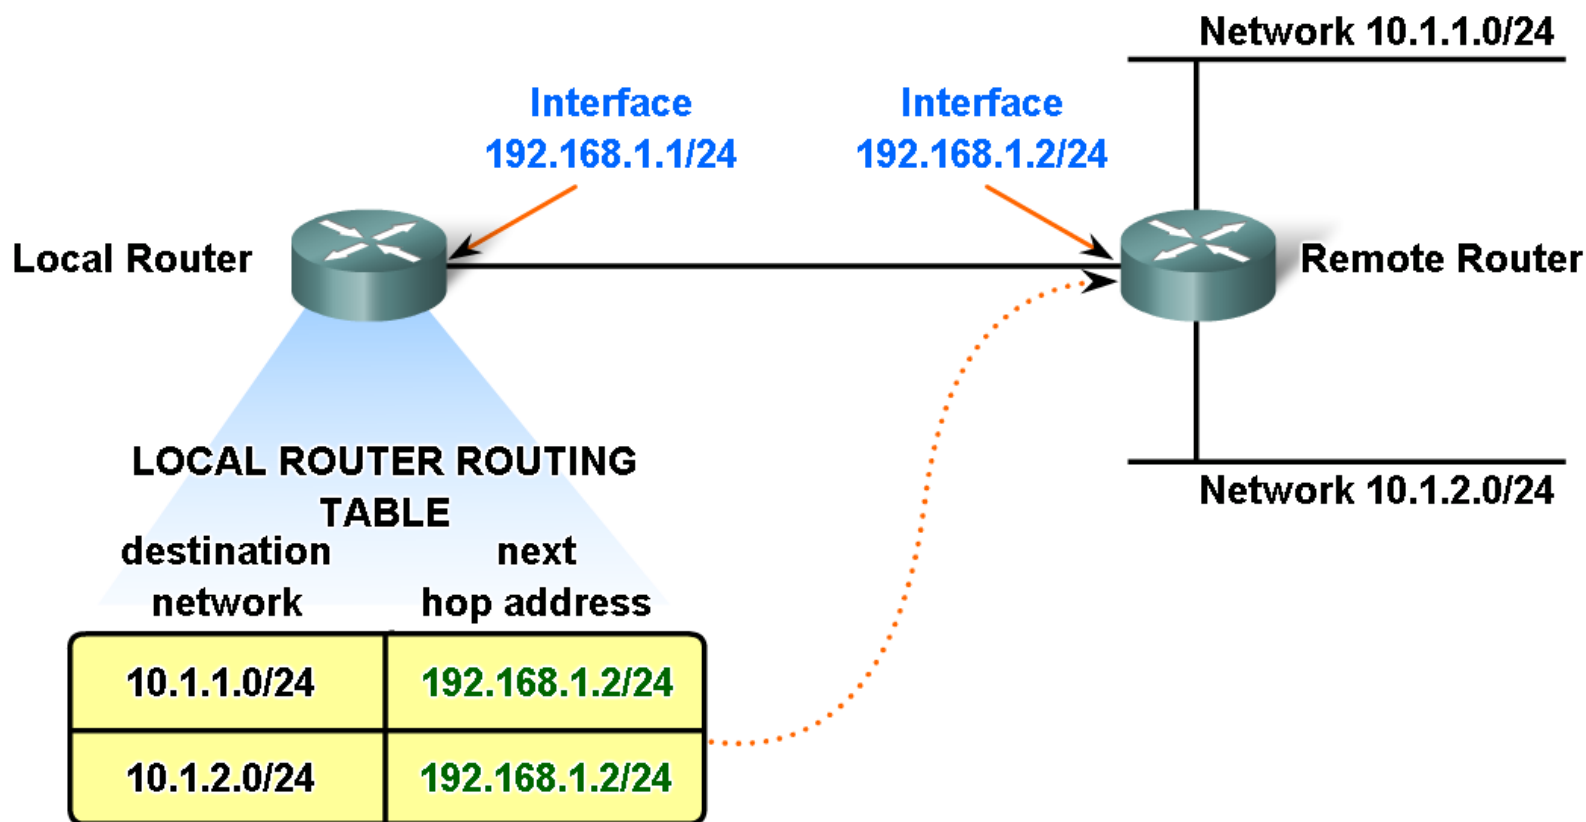 Network 10.1.1.0/24
Interface
192.168.1.1/24
Interface
192.168.1.2/24
Local Router
Remote Router
LOCAL ROUTER ROUTING
TABLE
destination
network
next
hop address
10.1.1.0/24
192.168.1.2/24
10.1.2.0/24
192.168.1.2/24
Network 10.1.2.0/24